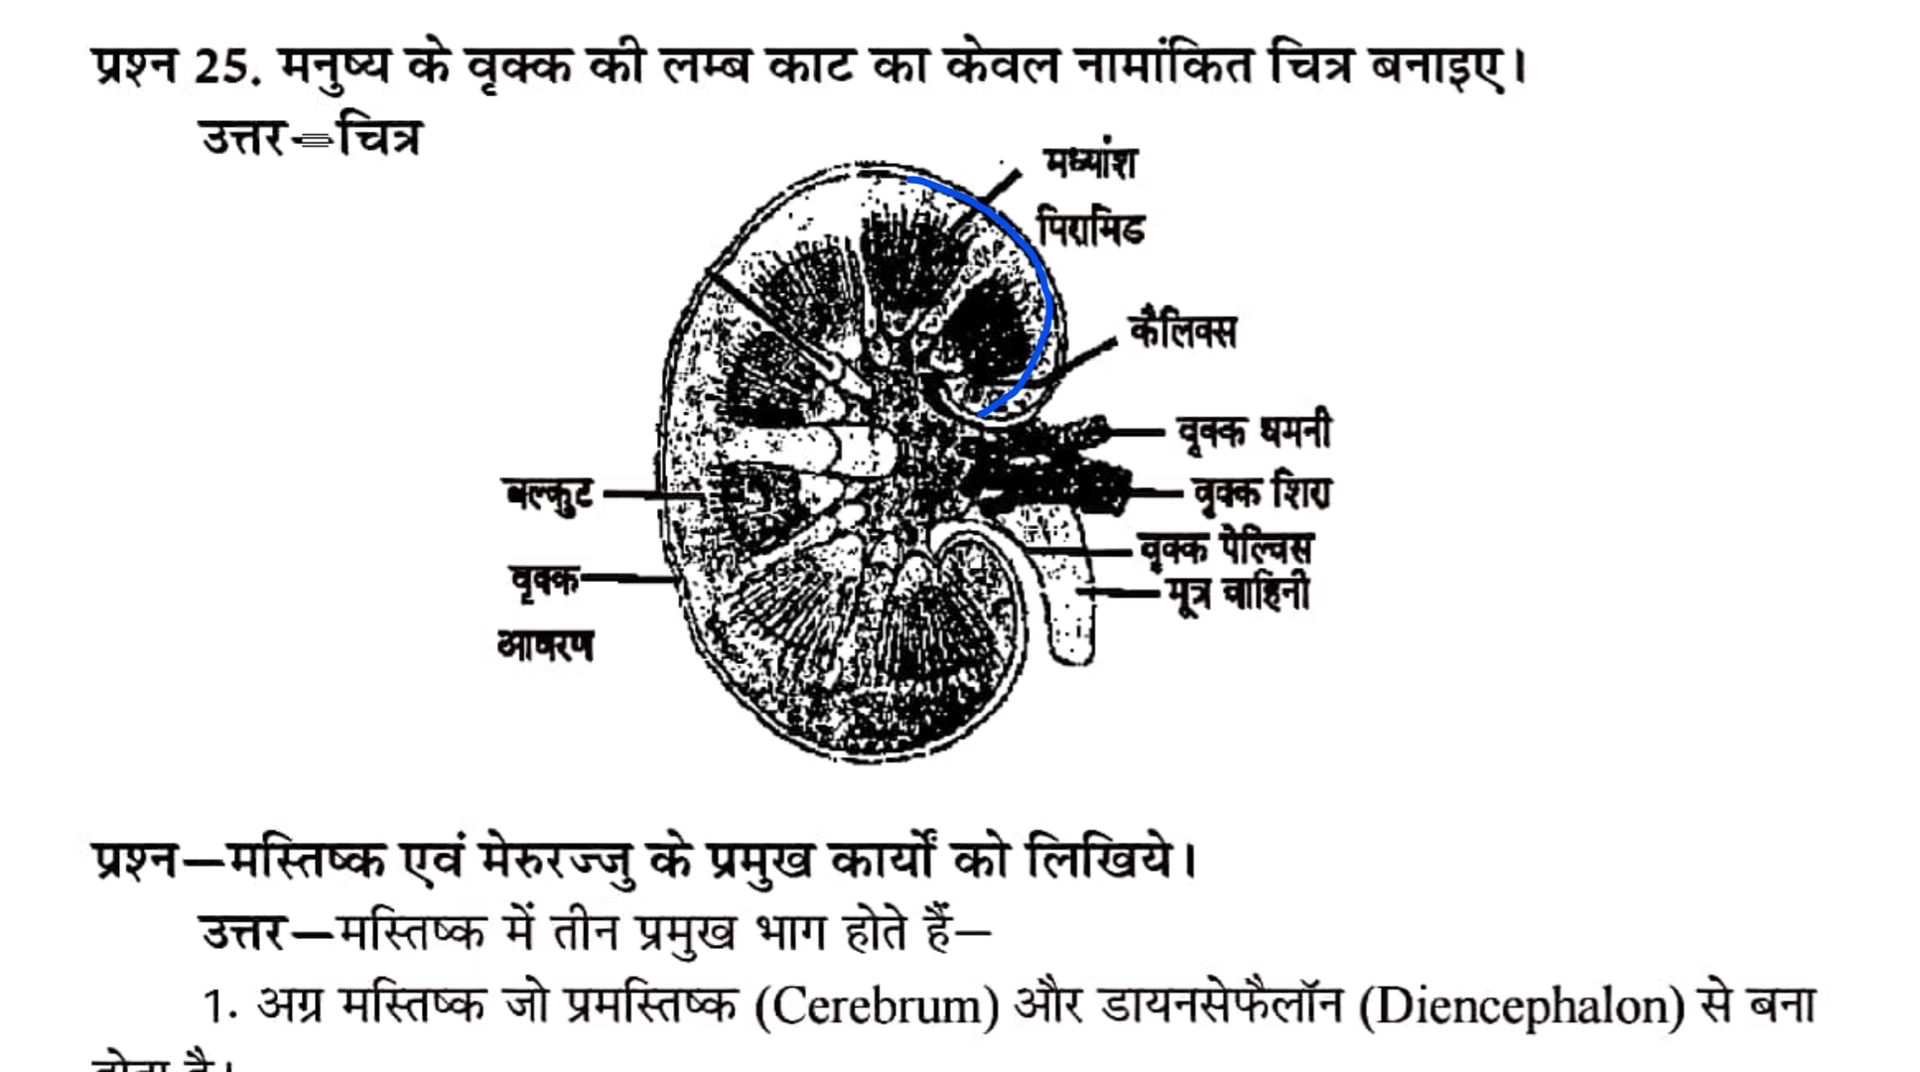 प्रश्न 25. मनुष्य के वृक्क की लम्ब काट का केवल नामांकित चित्र बनाइए।
उत्तर—चित्र
मध्यांश
पिरामिड
कैलिक्स
वृक्क धमनी
बल्कुट
वृक्क शिरा
वृक्क पेल्विस
वृक्क
मूत्र वाहिनी
आवरण
प्रश्न—मस्तिष्क एवं मेरुरज्जु के प्रमुख कार्यों को लिखिये।
उत्तर—मस्तिष्क में तीन प्रमुख भाग होते हैं—
1. अग्र मस्तिष्क जो प्रमस्तिष्क (Cerebrum) और डायनसेफैलॉन (Diencephalon) से बना